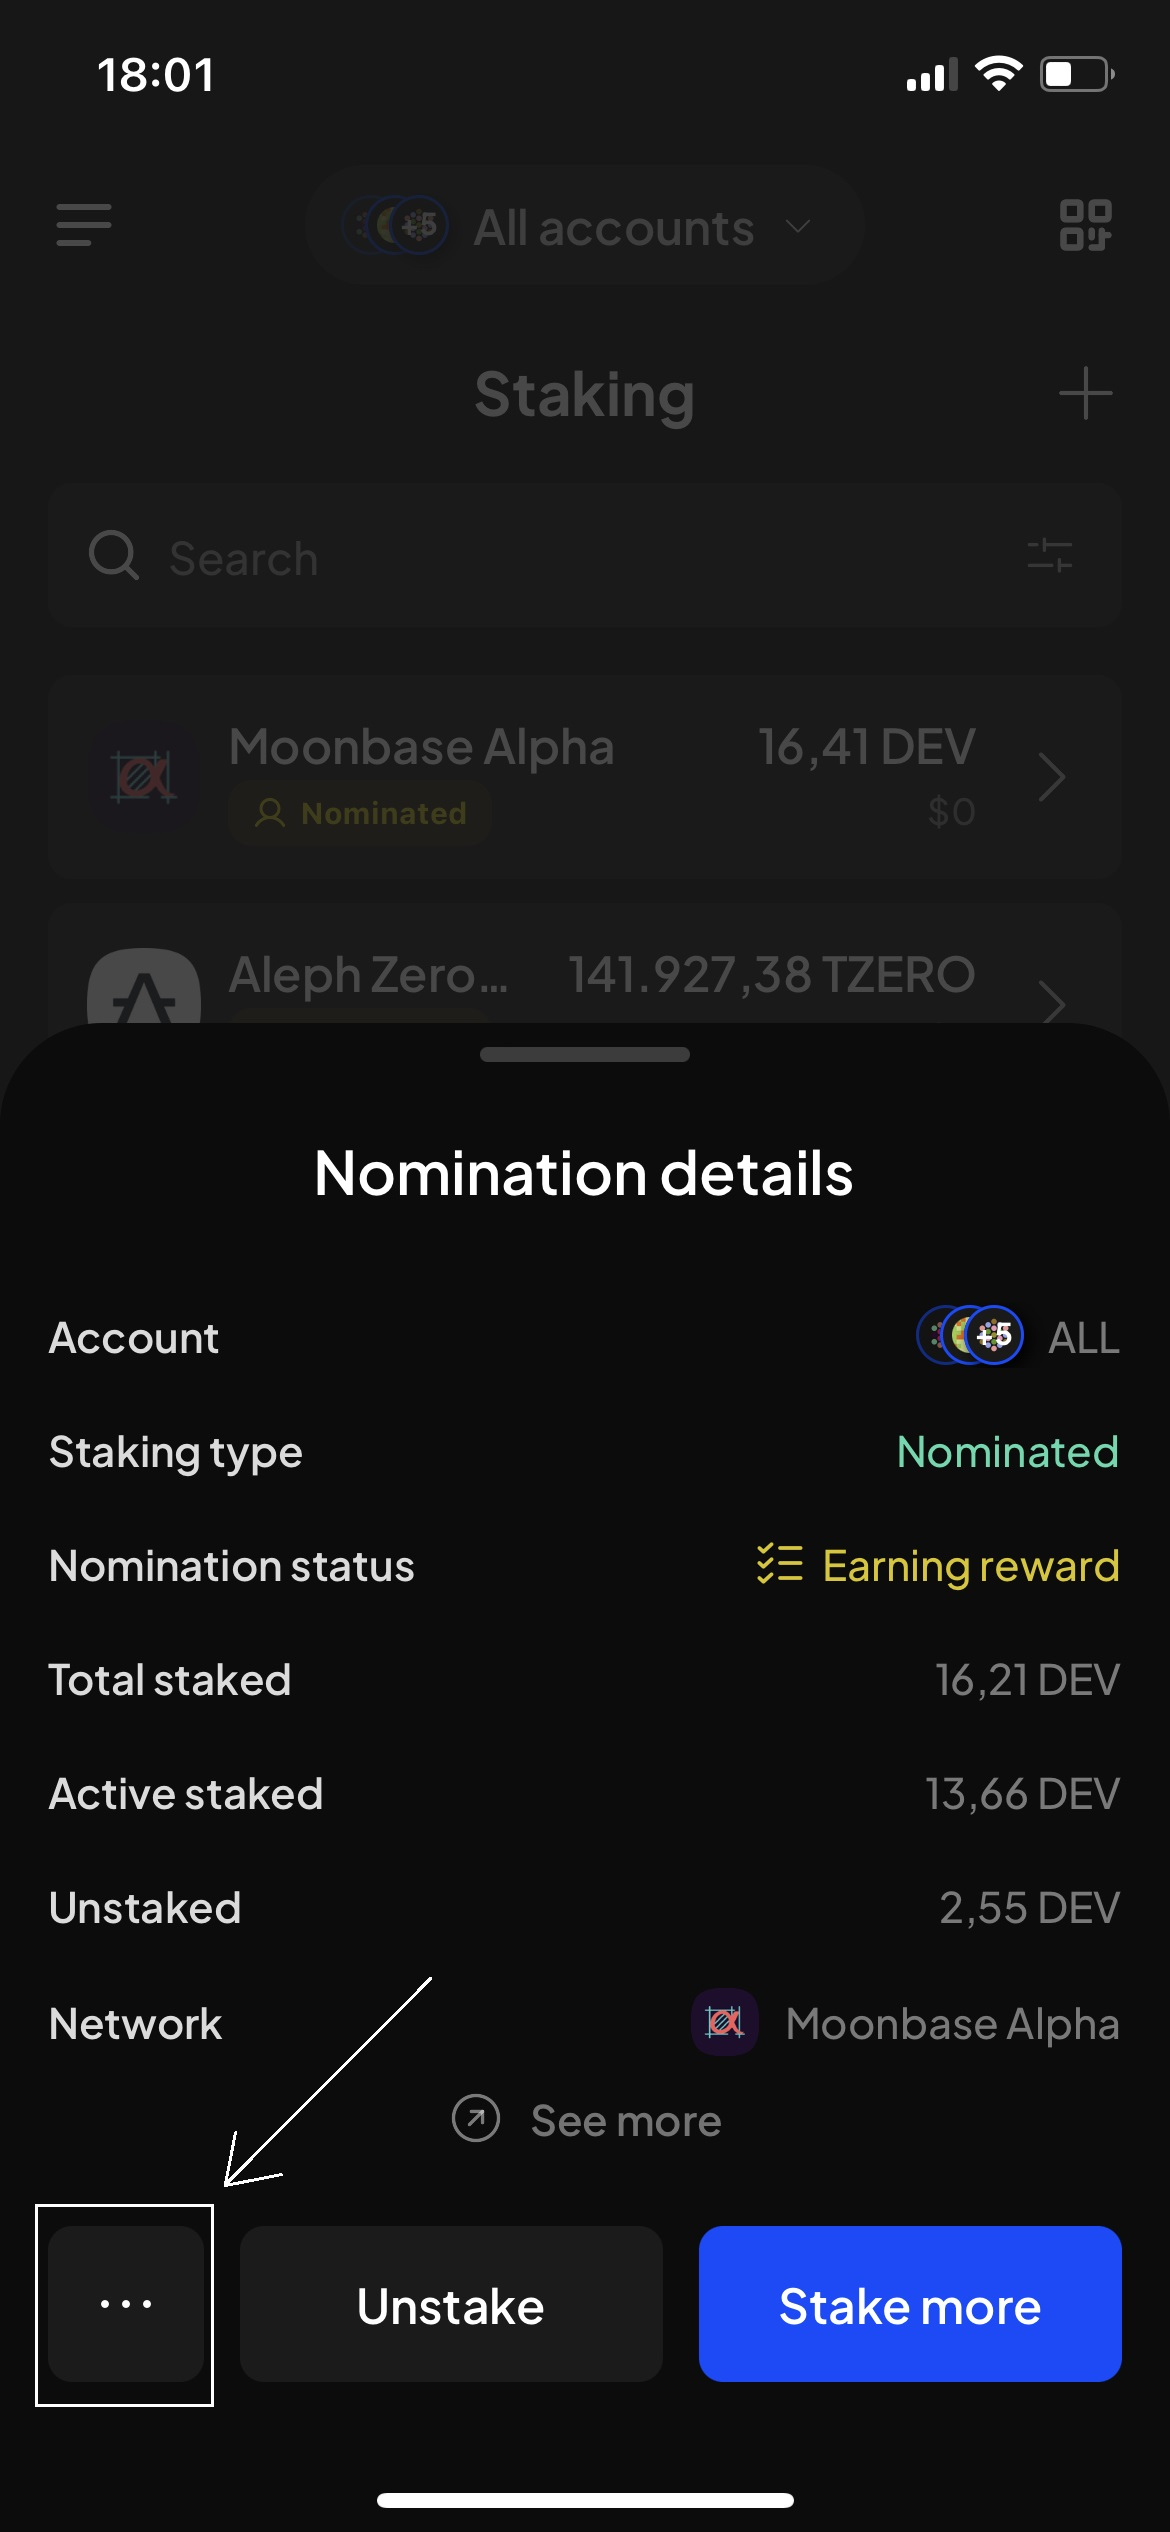 18:01
+5 All accounts
Staking
Search
Moonbase Alpha 16,41 DEV
Nominated $0
Aleph Zero... 141.927,38 TZERO
Nomination details
Account +5 ALL
Staking type Nominated
Nomination status Earning reward
Total staked 16,21 DEV
Active staked 13,66 DEV
Unstaked 2,55 DEV
Network Moonbase Alpha
See more
... Unstake Stake more